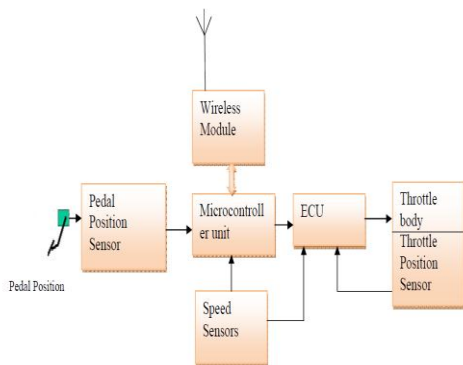 Wireless
Module
Pedal
Position
Sensor
Microcontroll
er unit
ECU
Throttle
body
Throttle
Position
Sensor
Pedal Position
Speed
Sensors